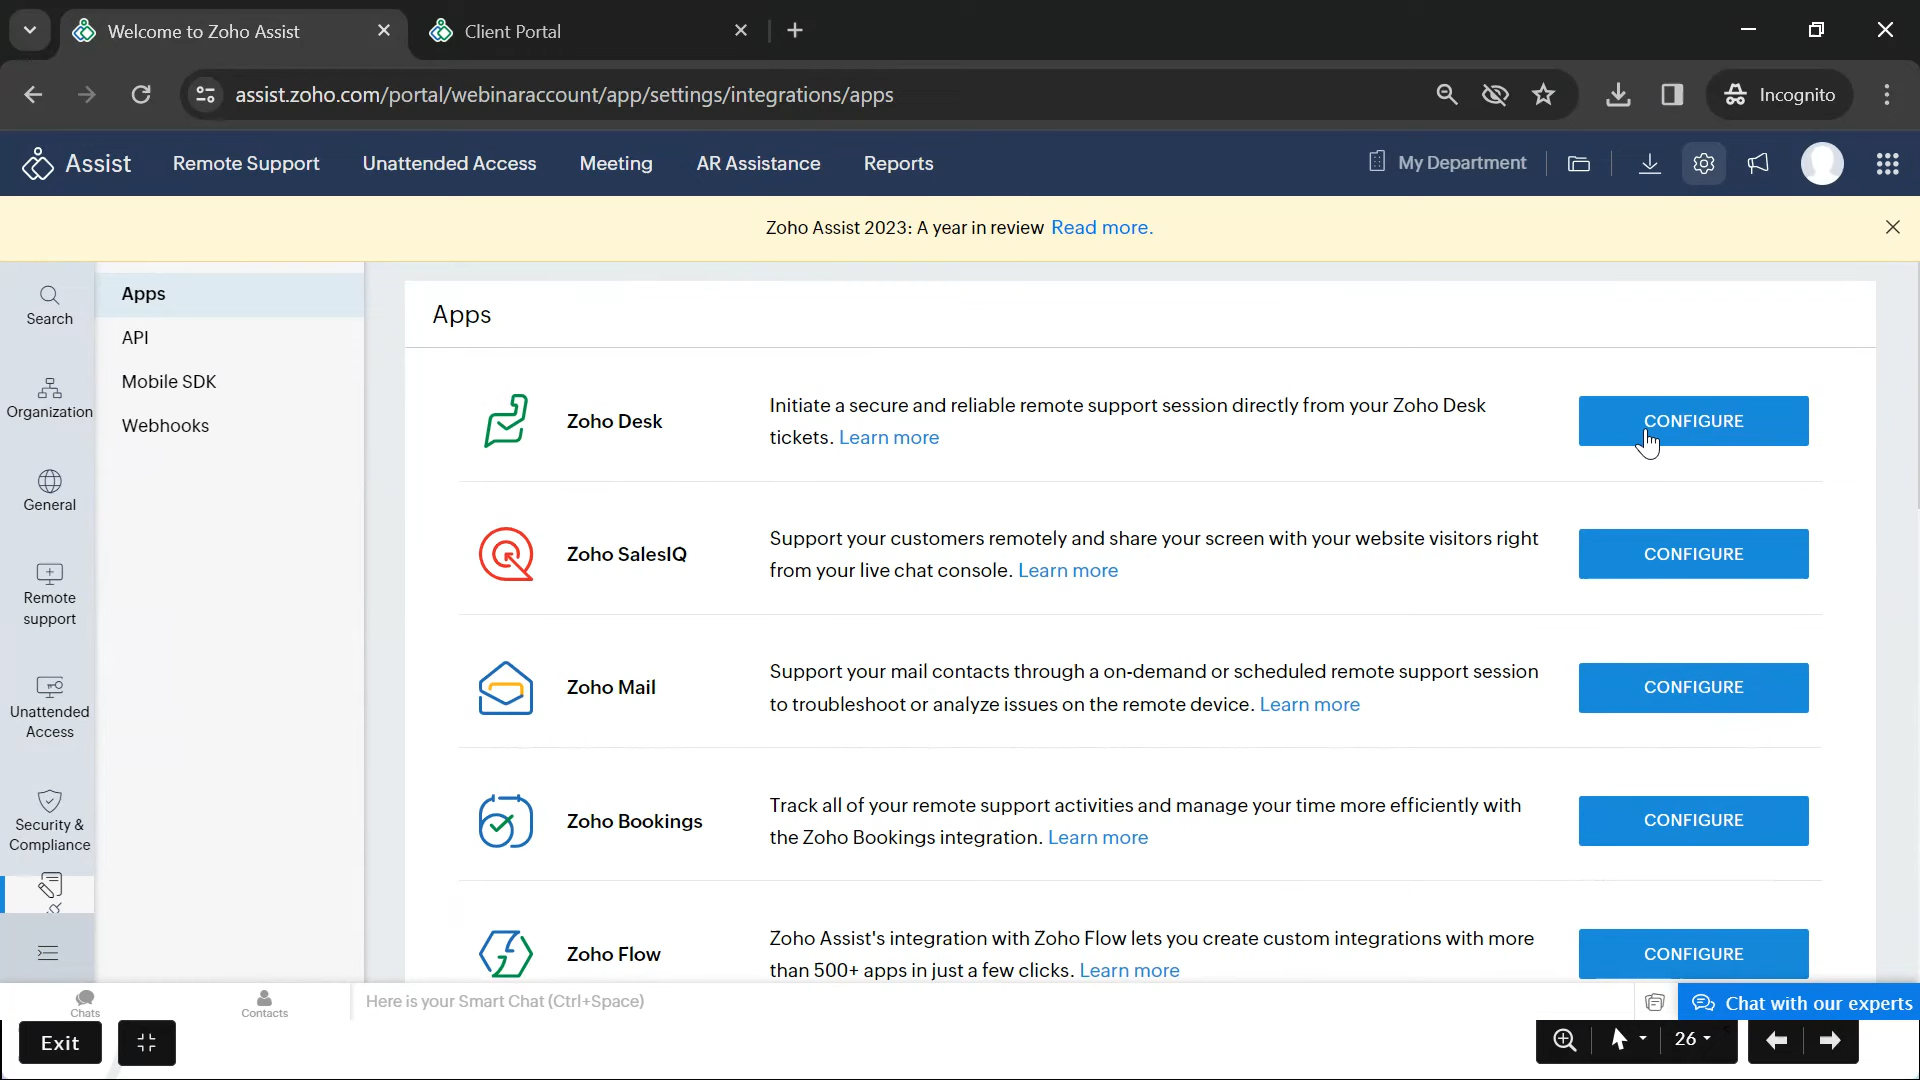 Welcome to Zoho Assist
Client Portal
assist.zoho.com/portal/webinaraccount/app/settings/integrations/apps
Incognito
Assist
Remote Support
Unattended Access
Meeting
AR Assistance
Reports
My Department
Zoho Assist 2023: A year in review Read more.
Search
Organization
General
Remote
support
Unattended
Access
Security &
Compliance
Apps
API
Mobile SDK
Webhooks
Apps
Zoho Desk
Initiate a secure and reliable remote support session directly from your Zoho Desk
tickets. Learn more
CONFIGURE
Zoho SalesIQ
Support your customers remotely and share your screen with your website visitors right
from your live chat console. Learn more
CONFIGURE
Zoho Mail
Support your mail contacts through a on-demand or scheduled remote support session
to troubleshoot or analyze issues on the remote device. Learn more
CONFIGURE
Zoho Bookings
Track all of your remote support activities and manage your time more efficiently with
the Zoho Bookings integration. Learn more
CONFIGURE
Zoho Flow
Zoho Assist's integration with Zoho Flow lets you create custom integrations with more
than 500+ apps in just a few clicks. Learn more
CONFIGURE
Chats
Contacts
Here is your Smart Chat (Ctrl+Space)
Chat with our experts
Exit
26